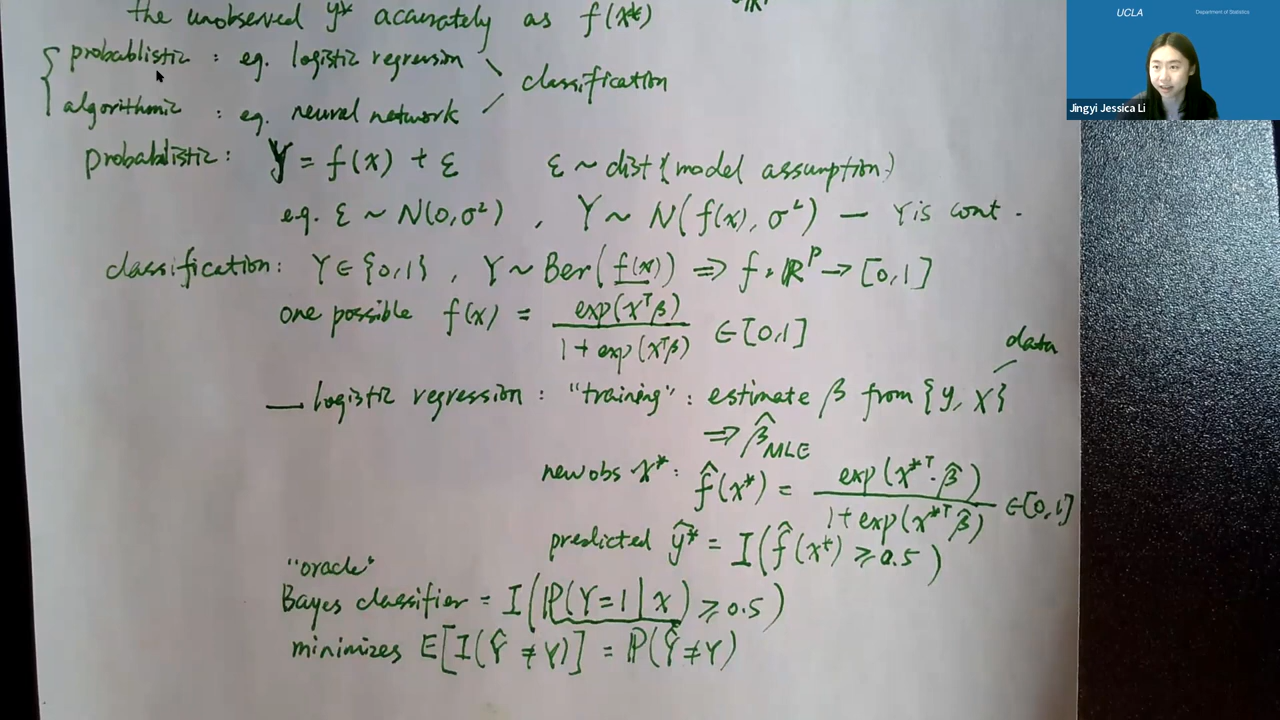 the unobserved y* accurately as f(x*)
probablistic : eg. logistic regression
classification
algorithmic : eg. neural network
probabilistic: Y = f(x) + ε ε ~ dist (model assumption)
e.g. ε ~ N(0, σ²) , Y ~ N(f(x), σ²) — Y is cont.
classification: Y ∈ {0,1} , Y ~ Ber(f(x)) ⇒ f: ℝᵖ → [0,1]
one possible f(x) = exp(xᵀβ) / 1 + exp(xᵀβ) ∈ [0,1]
data
— logistic regression : "training" : estimate β from {y, X}
⇒ β̂ MLE
new obs x* : f̂(x*) = exp(x*ᵀ·β̂) / 1 + exp(x*ᵀβ̂) ∈ [0,1]
predicted ŷ* = I(f̂(x*) ≥ 0.5)
"oracle"
Bayes classifier = I(ℙ(Y=1|x) ≥ 0.5)
minimizes E[I(Ŷ ≠ Y)] = ℙ(Ŷ ≠ Y)
UCLA
Department of Statistics
Jingyi Jessica Li